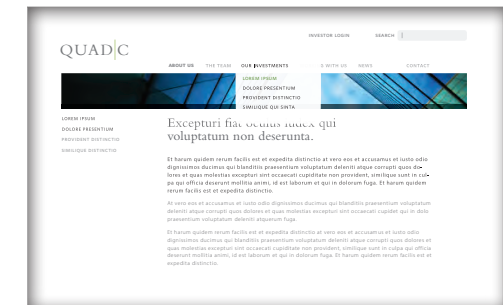 INVESTOR LOGIN
SEARCH
QUAD|C
ABOUT US THE TEAM OUR INVESTMENTS S WITH US NEWS CONTACT
LOREM IPSUM
DOLORE PRESENTIUM
PROVIDENT DISTINCTIO
SIMILIQUE QUI SINTA
LOREM IPSUM
DOLORE PRAESENTIUM
PROVIDENT DISTINCTIO
SIMILIQUE DISTINCTIO
Excepturi fiat occulus iudex qui
voluptatum non deserunta.
Et harum quidem rerum facilis est et expedita distinctio at vero eos et accusamus et iusto odio
dignissimos ducimus qui blanditiis praesentium voluptatum deleniti atque corrupti quos do-
lores et quas molestias excepturi sint occaecati cupiditate non provident, similique sunt in cul-
pa qui officia deserunt mollitia animi, id est laborum et qui in dolorum fuga. Et harum quidem
rerum facilis est et expedita distinctio.
At vero eos et accusamus et iusto odio dignissimos ducimus qui blanditiis praesentium voluptatum
deleniti atque corrupti quos dolores et quas molestias excepturi sint occaecati cupidet qui in dolo
praesentium voluptatum deleniti atquerum fuga.
Et harum quidem rerum facilis est et expedita distinctio at vero eos et accusamus et iusto odio
dignissimos ducimus qui blanditiis praesentium voluptatum deleniti atque corrupti quos dolores et
quas molestias excepturi sint occaecati cupiditate non provident, similique sunt in culpa qui officia
deserunt mollitia animi, id est laborum et qui in dolorum fuga. Et harum quidem rerum facilis est et
expedita distinctio.